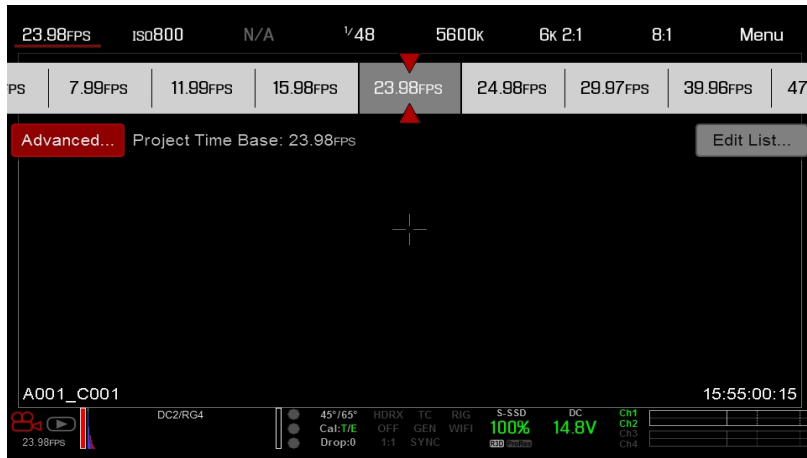 23.98FPS ISO800 N/A 1/48 5600K 6K 2:1 8:1 Menu
PS 7.99FPS 11.99FPS 15.98FPS 23.98FPS 24.98FPS 29.97FPS 39.96FPS 47
Advanced... Project Time Base: 23.98FPS Edit List...
A001_C001 15:55:00:15
DC2/RG4 45°/65° HDRX TC RIG S-SSD DC Ch1
Cal:T/E OFF GEN WIFI 100% 14.8V Ch2
Ch3
23.98FPS Drop:0 1:1 SYNC R3D ProRes Ch4